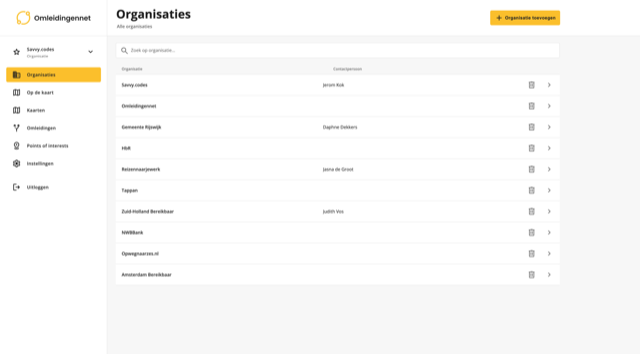 Omleidingennet
Organisaties
Alle organisaties
Organisatie toevoegen
Savvy.codes
Organisatie
Organisaties
Op de kaart
Kaarten
Omleidingen
Points of interests
Instellingen
Uitloggen
Zoek op organisatie...
Organisatie Contactpersoon
Savvy.codes Jerom Kok
Omleidingennet
Gemeente Rijswijk Daphne Dekkers
HbR
Reizennaarjewerk Jasna de Groot
Tappan
Zuid-Holland Bereikbaar Judith Vos
NWBBank
Opwegnaarzes.nl
Amsterdam Bereikbaar